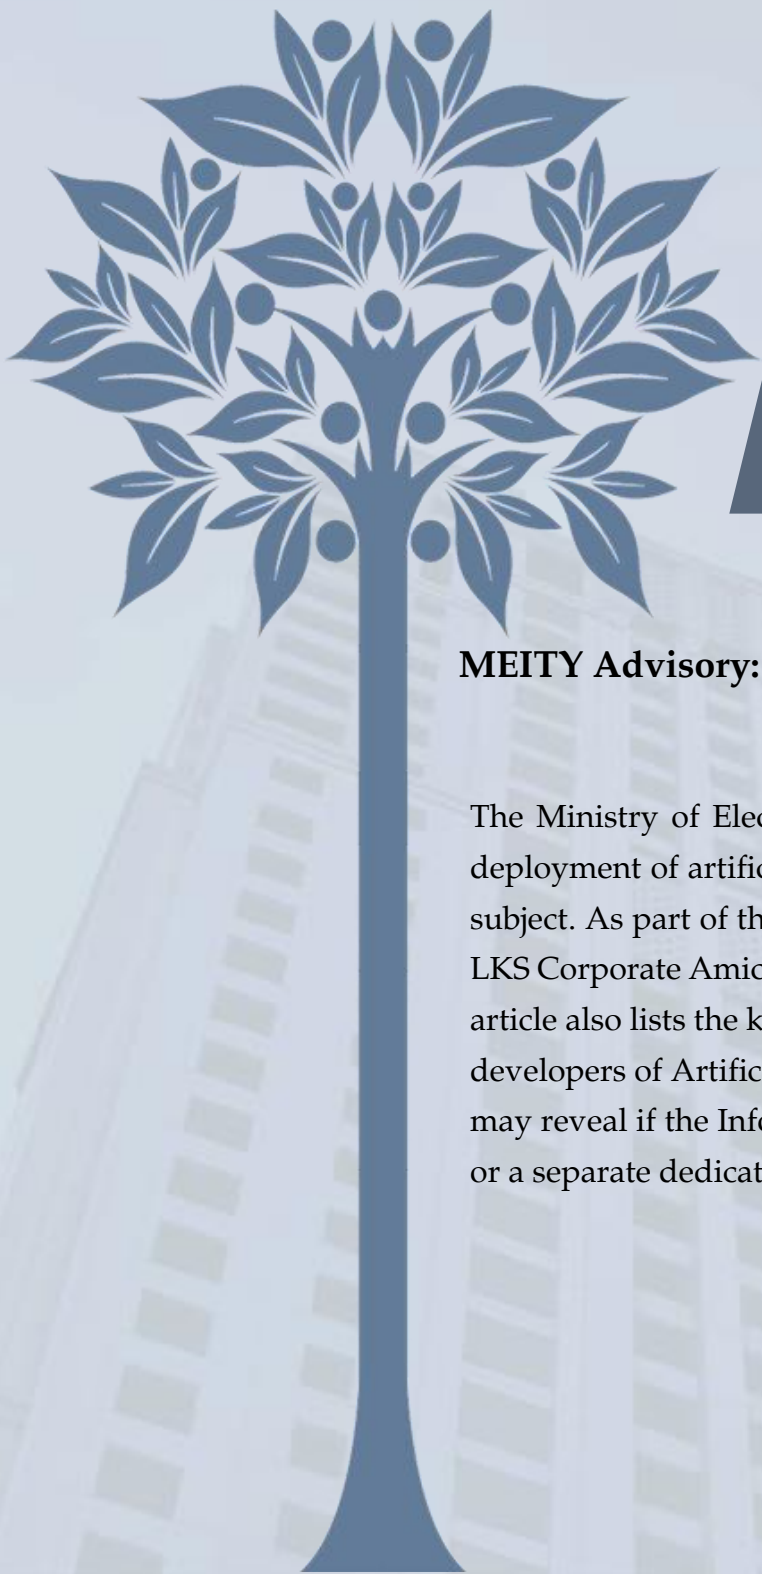 MEITY Advisory:
The Ministry of Elec
deployment of artific
subject. As part of th
LKS Corporate Amic
article also lists the k
developers of Artific
may reveal if the Info
or a separate dedicat